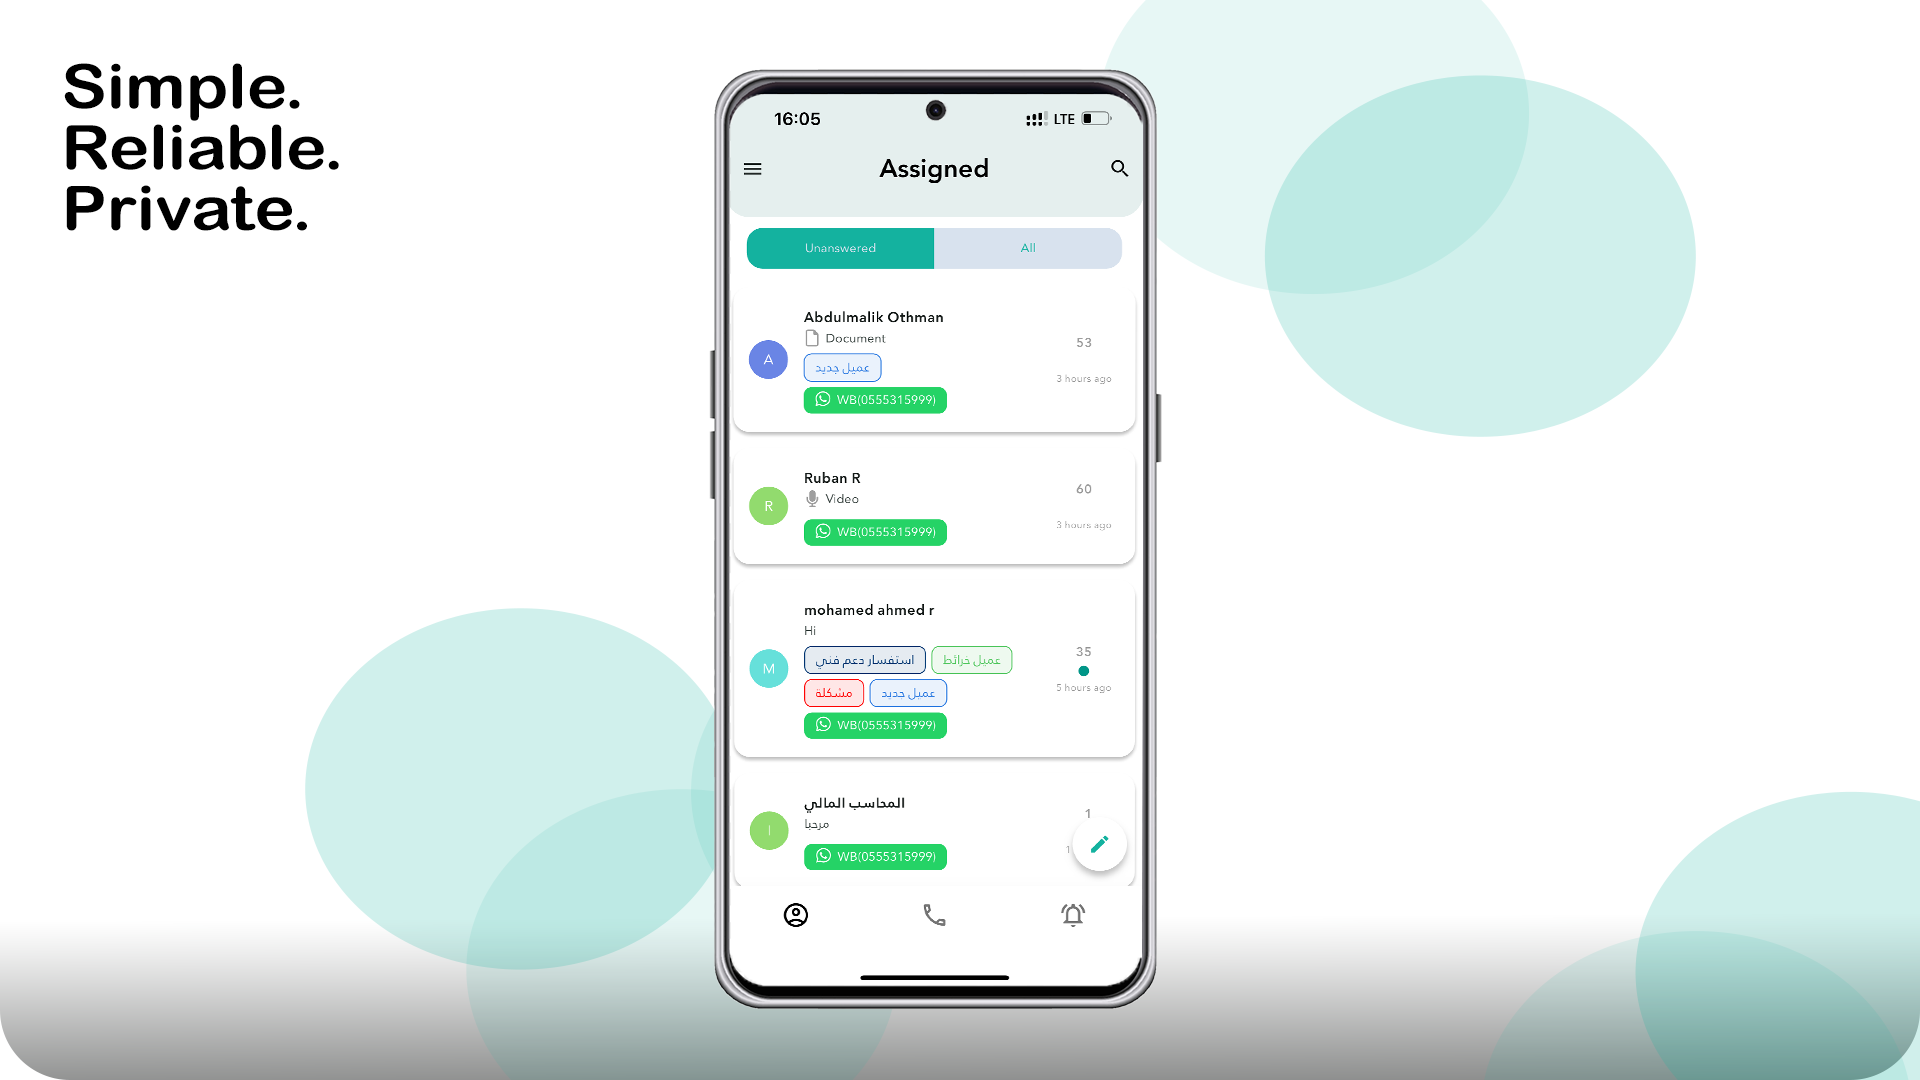 Simple.
Reliable.
Private.
16:05
LTE
Assigned
Unanswered
All
A
Abdulmalik Othman
Document
عميل جديد
WB(0555315999)
53
3 hours ago
R
Ruban R
Video
WB(0555315999)
60
3 hours ago
M
mohamed ahmed r
Hi
استفسار دعم فني
عميل خرائط
مشكلة
عميل جديد
WB(0555315999)
35
5 hours ago
ا
المحاسب المالي
مرحبا
WB(0555315999)
1
1